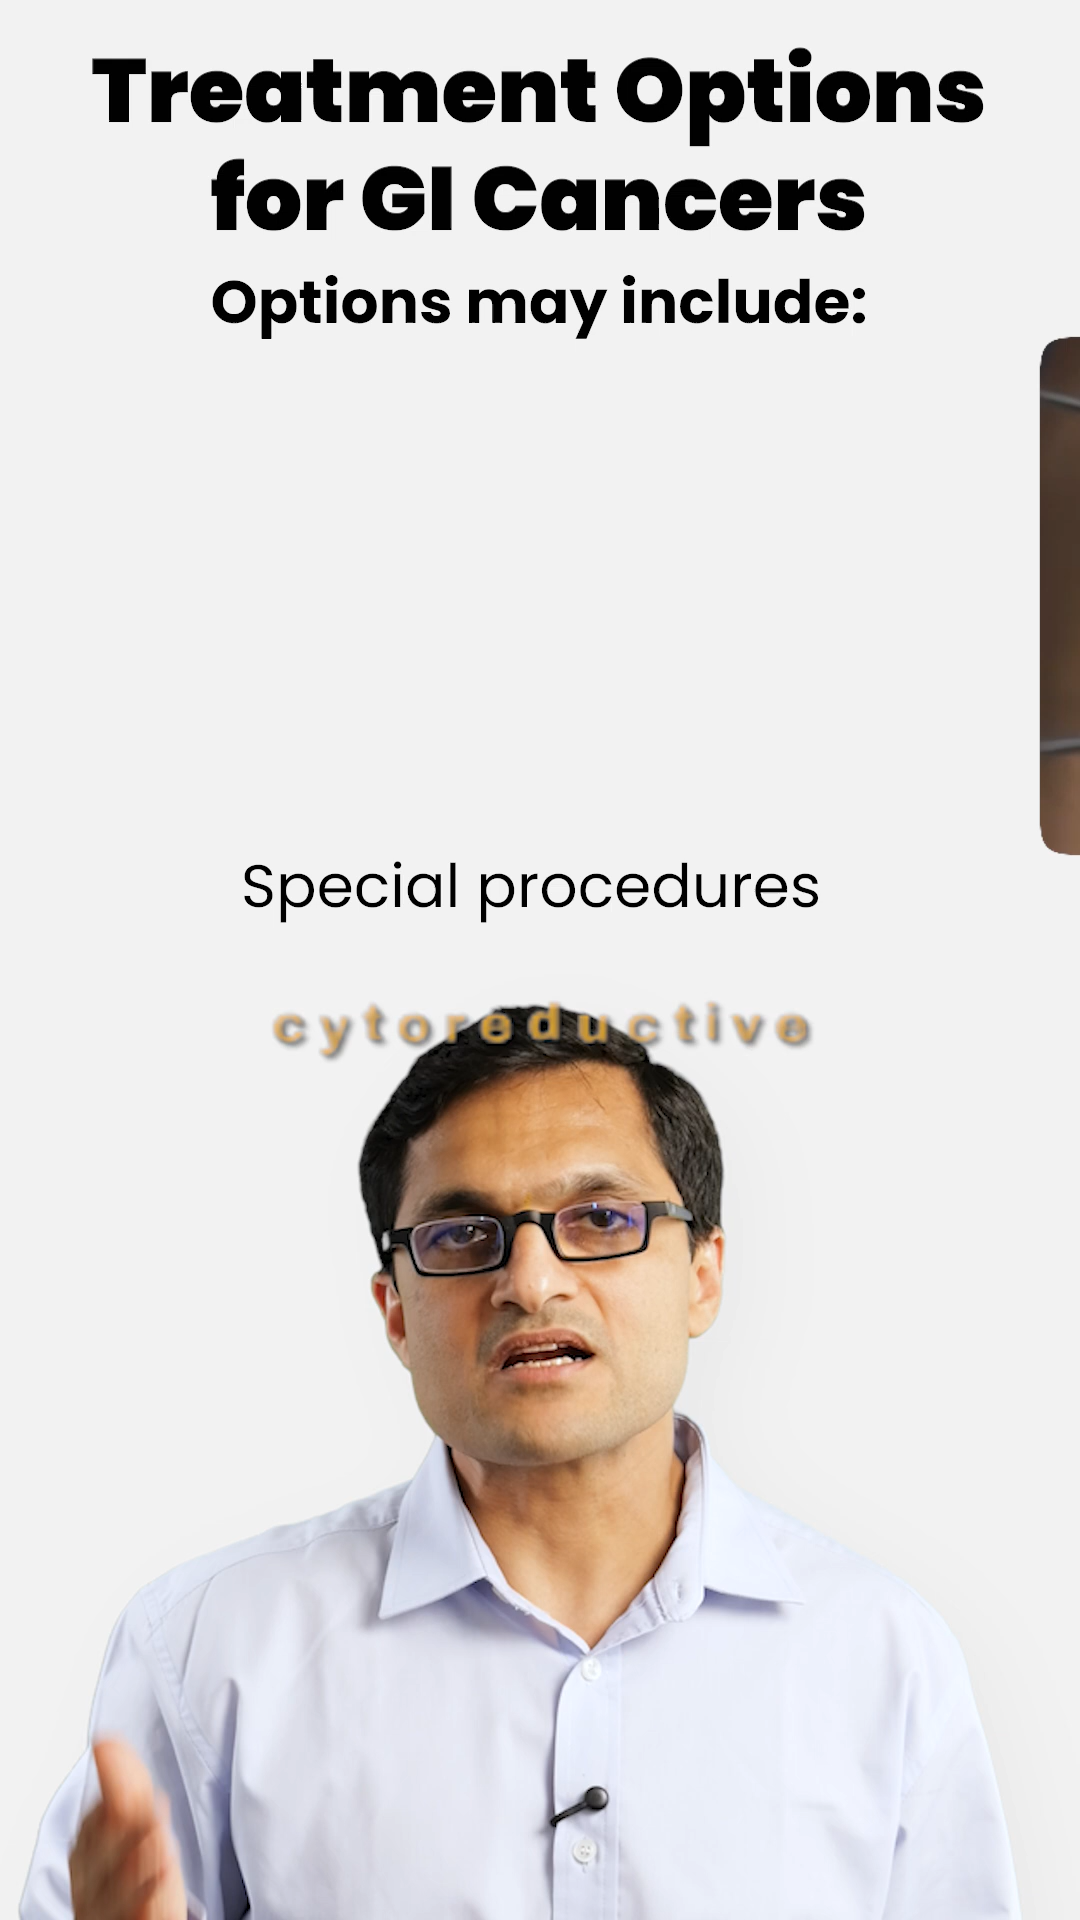 Treatment Options
for GI Cancers
Options may include:
Special procedures
cytoreductive